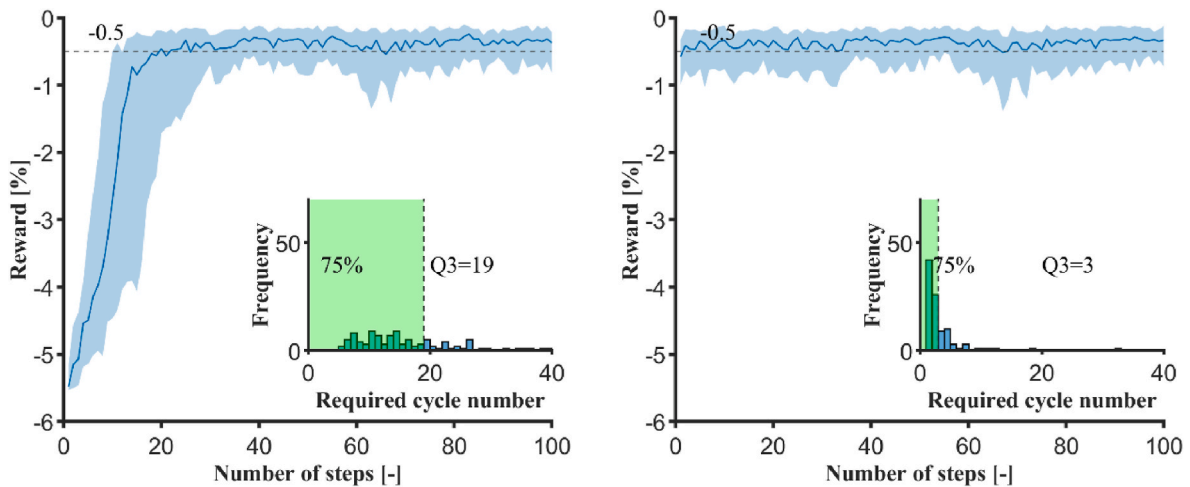 0
-1
-2
-3
-4
-5
-6
Reward [%]
-0.5
0 20 40 60 80 100
Number of steps [-]
50
0
Frequency
75%
Q3=19
0 20 40
Required cycle number
0
-1
-2
-3
-4
-5
-6
Reward [%]
-0.5
0 20 40 60 80 100
Number of steps [-]
50
0
Frequency
75%
Q3=3
0 20 40
Required cycle number